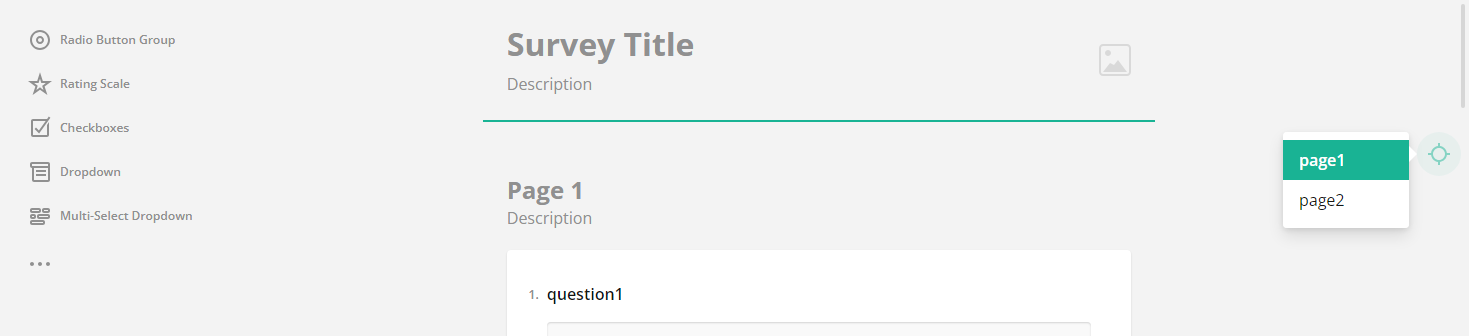 Radio Button Group
Rating Scale
Checkboxes
Dropdown
Multi-Select Dropdown
Survey Title
Description
Page 1
Description
1. question1
page1
page2